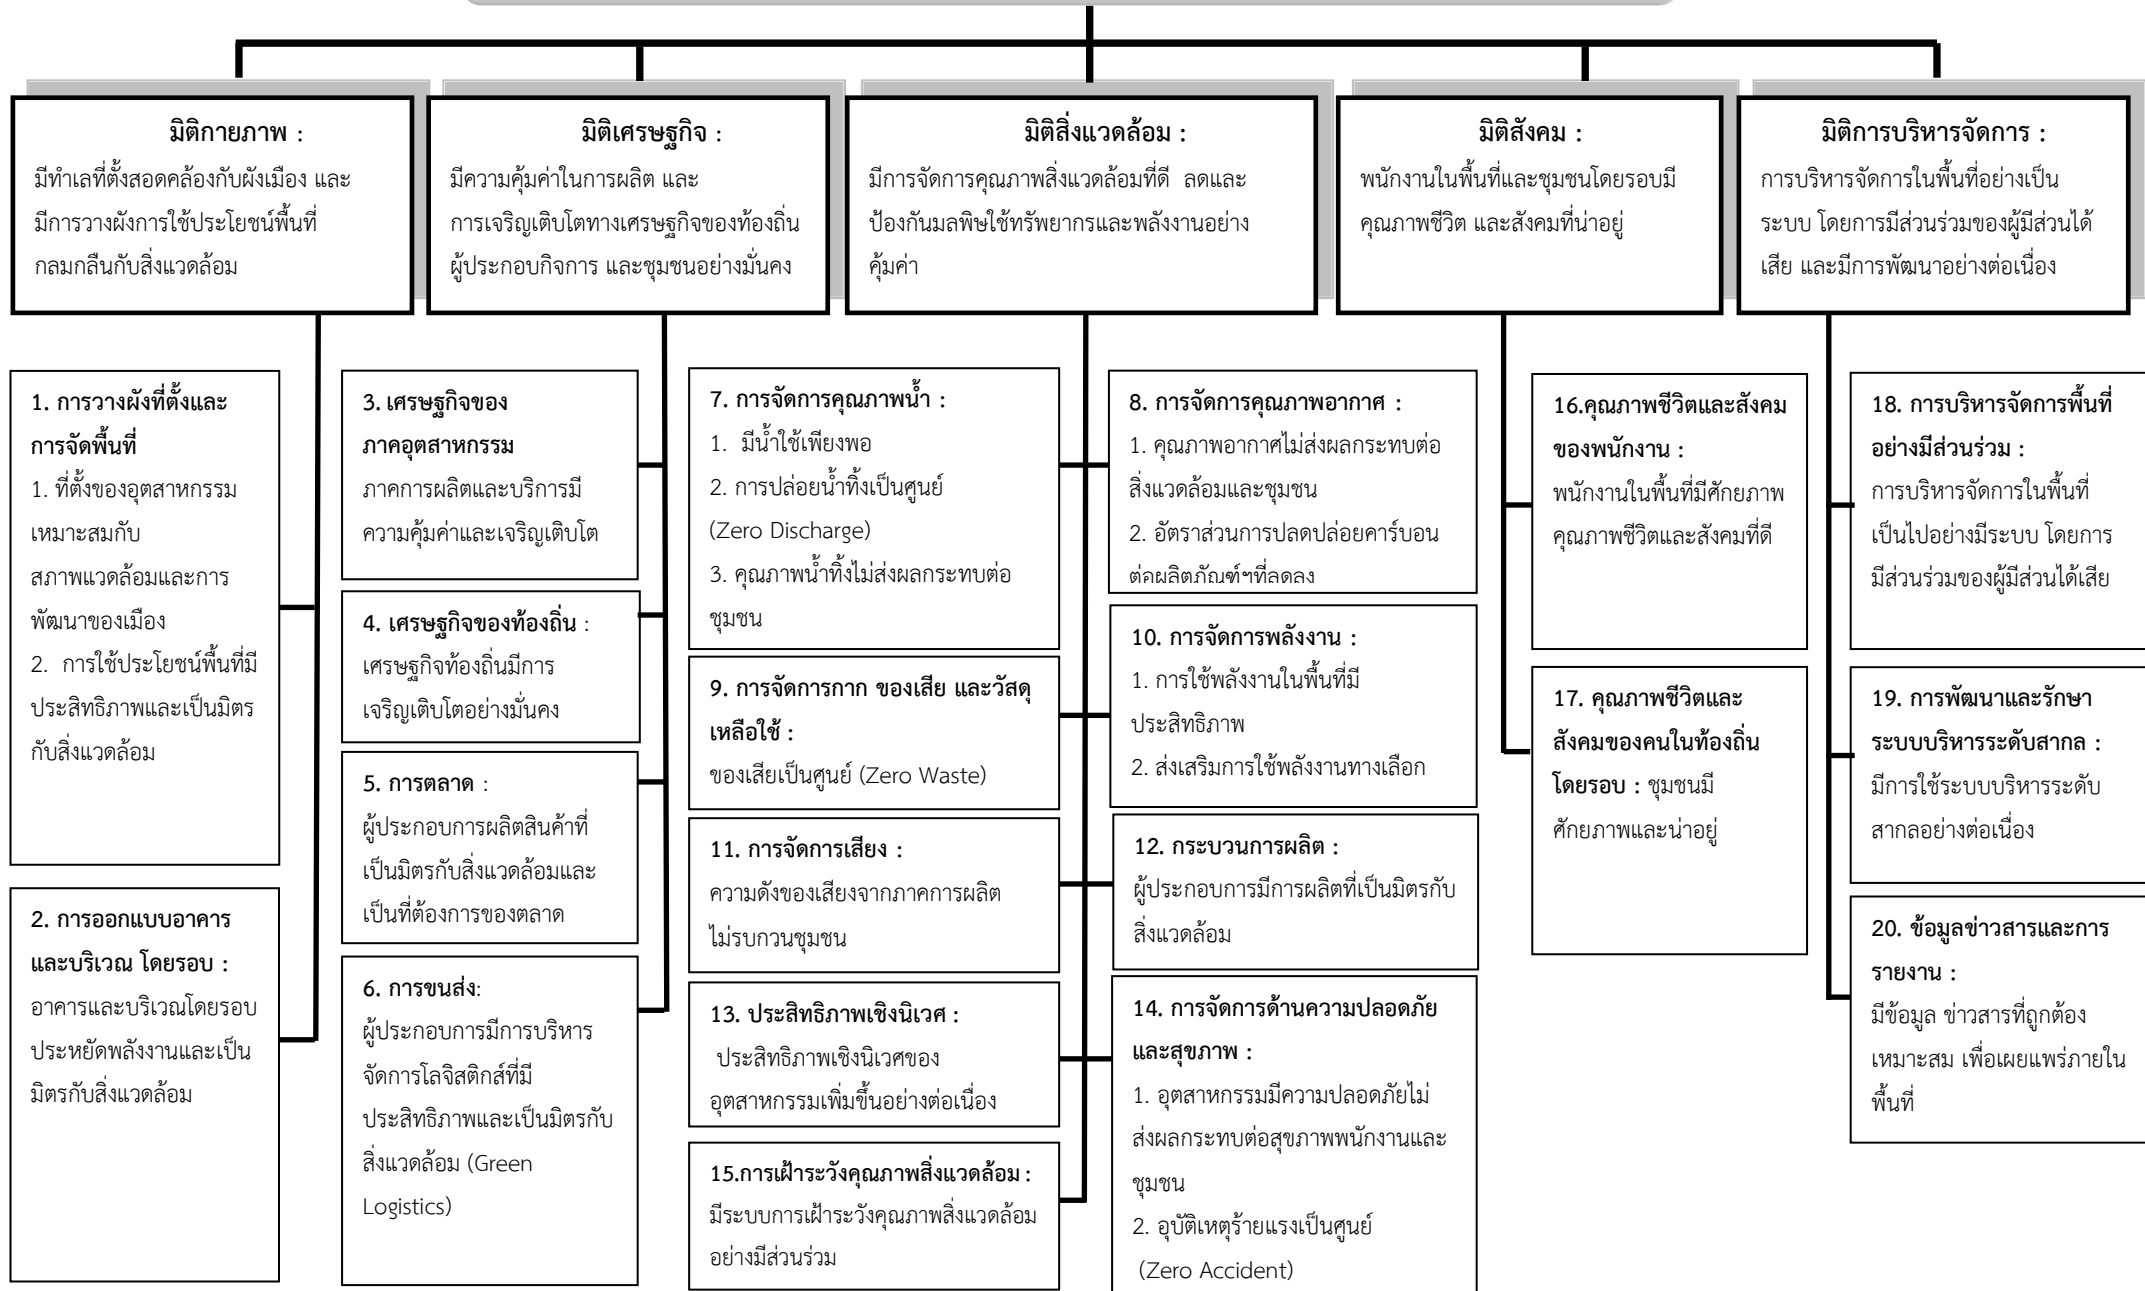 มิติกายภาพ :
มีทำเลที่ตั้งสอดคล้องกับผังเมือง และ
มีการวางผังการใช้ประโยชน์พื้นที่
กลมกลืนกับสิ่งแวดล้อม
มิติเศรษฐกิจ :
มีความคุ้มค่าในการผลิต และ
การเจริญเติบโตทางเศรษฐกิจของท้องถิ่น
ผู้ประกอบกิจการ และชุมชนอย่างมั่นคง
มิติสิ่งแวดล้อม :
มีการจัดการคุณภาพสิ่งแวดล้อมที่ดี ลดและ
ป้องกันมลพิษใช้ทรัพยากรและพลังงานอย่าง
คุ้มค่า
มิติสังคม :
พนักงานในพื้นที่และชุมชนโดยรอบมี
คุณภาพชีวิต และสังคมที่น่าอยู่
มิติการบริหารจัดการ :
การบริหารจัดการในพื้นที่อย่างเป็น
ระบบ โดยการมีส่วนร่วมของผู้มีส่วนได้
เสีย และมีการพัฒนาอย่างต่อเนื่อง
1. การวางผังที่ตั้งและ
การจัดพื้นที่
1. ที่ตั้งของอุตสาหกรรม
เหมาะสมกับ
สภาพแวดล้อมและการ
พัฒนาของเมือง
2. การใช้ประโยชน์พื้นที่มี
ประสิทธิภาพและเป็นมิตร
กับสิ่งแวดล้อม
2. การออกแบบอาคาร
และบริเวณ โดยรอบ :
อาคารและบริเวณโดยรอบ
ประหยัดพลังงานและเป็น
มิตรกับสิ่งแวดล้อม
3. เศรษฐกิจของ
ภาคอุตสาหกรรม
ภาคการผลิตและบริการมี
ความคุ้มค่าและเจริญเติบโต
4. เศรษฐกิจของท้องถิ่น :
เศรษฐกิจท้องถิ่นมีการ
เจริญเติบโตอย่างมั่นคง
5. การตลาด :
ผู้ประกอบการผลิตสินค้าที่
เป็นมิตรกับสิ่งแวดล้อมและ
เป็นที่ต้องการของตลาด
6. การขนส่ง:
ผู้ประกอบการมีการบริหาร
จัดการโลจิสติกส์ที่มี
ประสิทธิภาพและเป็นมิตรกับ
สิ่งแวดล้อม (Green
Logistics)
7. การจัดการคุณภาพน้ำ :
1. มีน้ำใช้เพียงพอ
2. การปล่อยน้ำทิ้งเป็นศูนย์
(Zero Discharge)
3. คุณภาพน้ำทิ้งไม่ส่งผลกระทบต่อ
ชุมชน
8. การจัดการคุณภาพอากาศ :
1. คุณภาพอากาศไม่ส่งผลกระทบต่อ
สิ่งแวดล้อมและชุมชน
2. อัตราส่วนการปลดปล่อยคาร์บอน
ต่อผลิตภัณฑ์ฯที่ลดลง
9. การจัดการกาก ของเสีย และวัสดุ
เหลือใช้ :
ของเสียเป็นศูนย์ (Zero Waste)
10. การจัดการพลังงาน :
1. การใช้พลังงานในพื้นที่มี
ประสิทธิภาพ
2. ส่งเสริมการใช้พลังงานทางเลือก
11. การจัดการเสียง :
ความดังของเสียงจากภาคการผลิต
ไม่รบกวนชุมชน
12. กระบวนการผลิต :
ผู้ประกอบการมีการผลิตที่เป็นมิตรกับ
สิ่งแวดล้อม
13. ประสิทธิภาพเชิงนิเวศ :
ประสิทธิภาพเชิงนิเวศของ
อุตสาหกรรมเพิ่มขึ้นอย่างต่อเนื่อง
14. การจัดการด้านความปลอดภัย
และสุขภาพ :
1. อุตสาหกรรมมีความปลอดภัยไม่
ส่งผลกระทบต่อสุขภาพพนักงานและ
ชุมชน
2. อุบัติเหตุร้ายแรงเป็นศูนย์
(Zero Accident)
15.การเฝ้าระวังคุณภาพสิ่งแวดล้อม :
มีระบบการเฝ้าระวังคุณภาพสิ่งแวดล้อม
อย่างมีส่วนร่วม
16.คุณภาพชีวิตและสังคม
ของพนักงาน :
พนักงานในพื้นที่มีศักยภาพ
คุณภาพชีวิตและสังคมที่ดี
17. คุณภาพชีวิตและ
สังคมของคนในท้องถิ่น
โดยรอบ : ชุมชนมี
ศักยภาพและน่าอยู่
18. การบริหารจัดการพื้นที่
อย่างมีส่วนร่วม :
การบริหารจัดการในพื้นที่
เป็นไปอย่างมีระบบ โดยการ
มีส่วนร่วมของผู้มีส่วนได้เสีย
19. การพัฒนาและรักษา
ระบบบริหารระดับสากล :
มีการใช้ระบบบริหารระดับ
สากลอย่างต่อเนื่อง
20. ข้อมูลข่าวสารและการ
รายงาน :
มีข้อมูล ข่าวสารที่ถูกต้อง
เหมาะสม เพื่อเผยแพร่ภายใน
พื้นที่